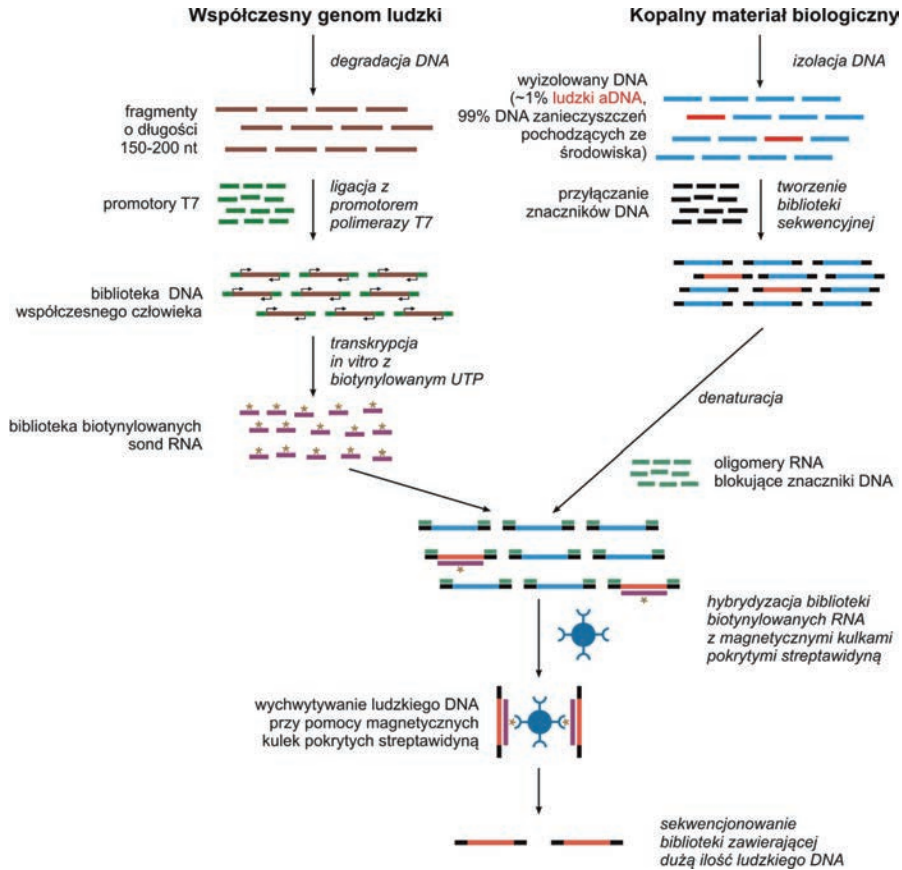 Współczesny genom ludzki
Kopalny materiał biologiczny
degradacja DNA
izolacja DNA
fragmenty
o długości
150-200 nt
wyizolowany DNA
(~1% ludzki aDNA,
99% DNA zanieczyszczeń
pochodzących ze
środowiska)
promotory T7
ligacja z
promotorem
polimerazy T7
przyłączanie
znaczników DNA
tworzenie
biblioteki
sekwencyjnej
biblioteka DNA
współczesnego człowieka
transkrypcja
in vitro z
biotynylowanym UTP
denaturacja
biblioteka biotynylowanych
sond RNA
oligomery RNA
blokujące znaczniki DNA
hybrydyzacja biblioteki
biotynylowanych RNA
z magnetycznymi kulkami
pokrytymi streptawidyną
wychwytywanie ludzkiego DNA
przy pomocy magnetycznych
kulek pokrytych streptawidyną
sekwencjonowanie
biblioteki zawierającej
dużą ilość ludzkiego DNA